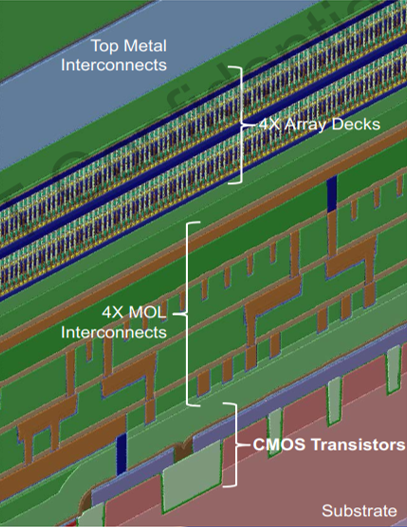 Top Metal
Interconnects
4X Array Decks
4X MOL
Interconnects
CMOS Transistors
Substrate